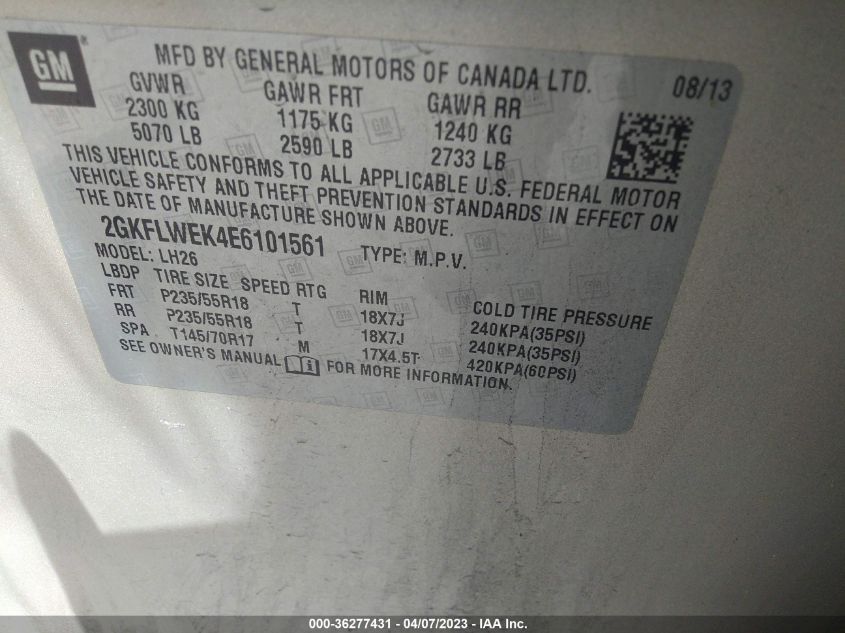 GM®
MFD BY GENERAL MOTORS OF CANADA LTD. 08/13
GVWR GAWR FRT GAWR RR
2300 KG 1175 KG 1240 KG
5070 LB 2590 LB 2733 LB
THIS VEHICLE CONFORMS TO ALL APPLICABLE U.S. FEDERAL MOTOR
VEHICLE SAFETY AND THEFT PREVENTION STANDARDS IN EFFECT ON
THE DATE OF MANUFACTURE SHOWN ABOVE.
2GKFLWEK4E6101561 TYPE: M.P.V.
MODEL: LH26
LBDP TIRE SIZE SPEED RTG RIM COLD TIRE PRESSURE
FRT P235/55R18 T 18X7J 240KPA(35PSI)
RR P235/55R18 T 18X7J 240KPA(35PSI)
SPA T145/70R17 M 17X4.5T 420KPA(60PSI)
SEE OWNER'S MANUAL FOR MORE INFORMATION.
000-36277431 - 04/07/2023 - IAA Inc.